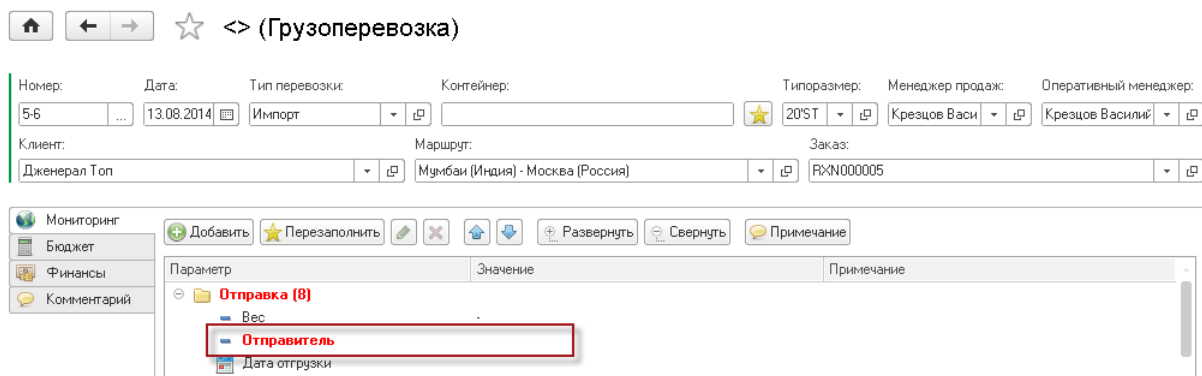 <> (Грузоперевозка)
Номер: Дата: Тип перевозки: Контейнер: Типоразмер: Менеджер продаж: Оперативный менеджер:
5-6 ... 13.08.2014 Импорт 20'ST Крезцов Васи Крезцов Василий
Клиент: Маршрут: Заказ:
Дженерал Топ Мумбаи (Индия) - Москва (Россия) RXN000005
Мониторинг
Бюджет
Финансы
Комментарий
Добавить Перезаполнить Развернуть Свернуть Примечание
Параметр Значение Примечание
Отправка (8)
Вес -
Отправитель
Дата отгрузки